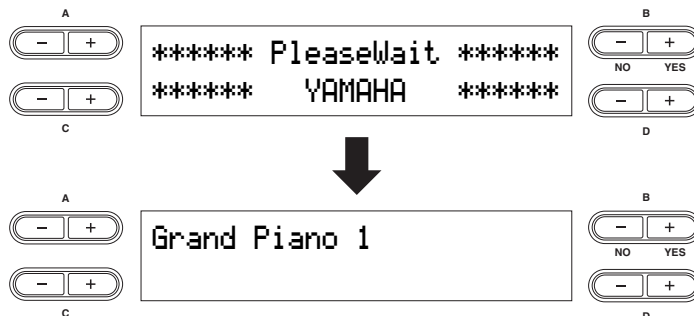 A B
- + ****** PleaseWait ****** - +
NO YES
- + ****** YAMAHA ****** - +
C D
A B
- + Grand Piano 1 - +
NO YES
- + - +
C D